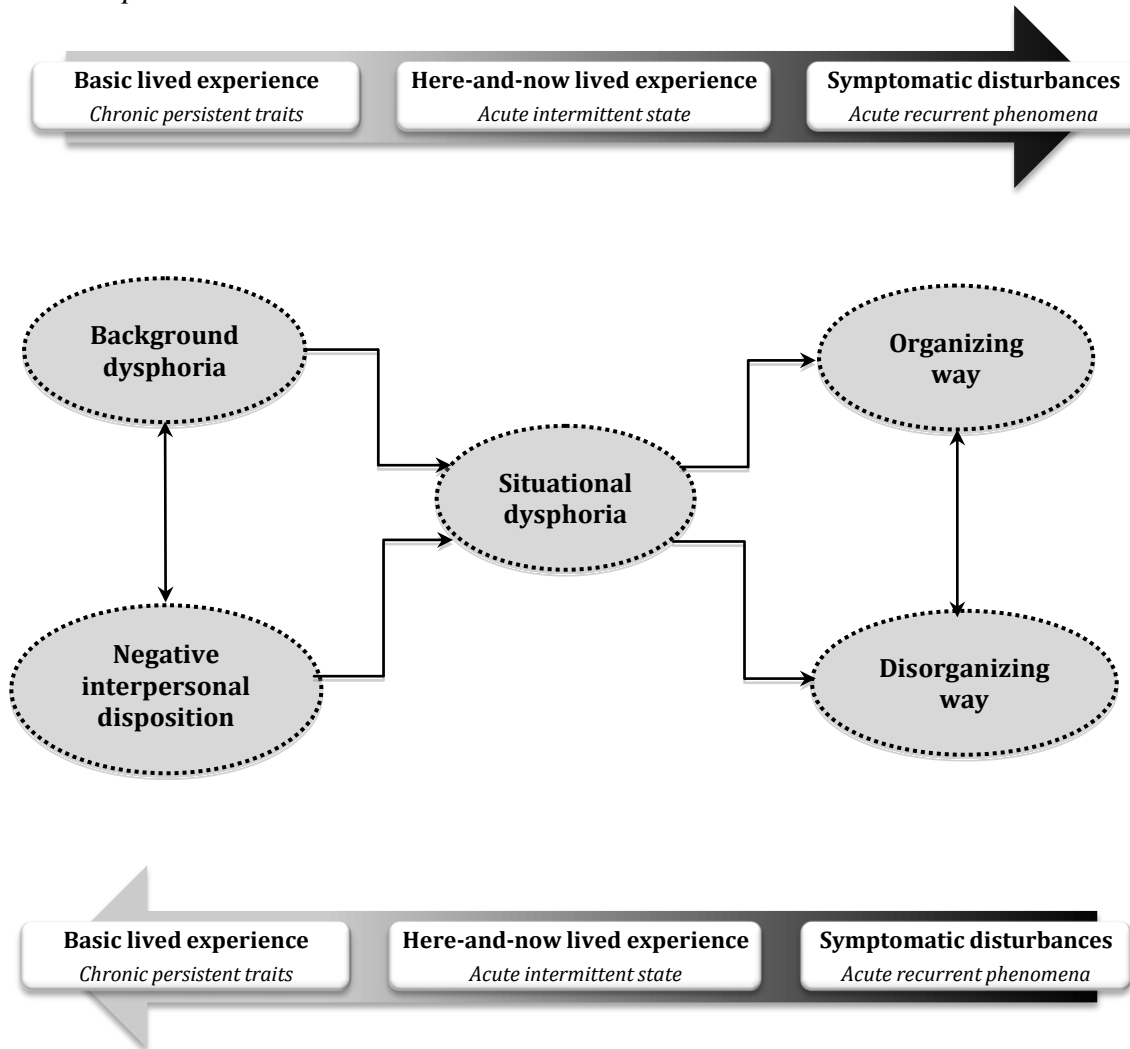 Basic lived experience
Chronic persistent traits
Here-and-now lived experience
Acute intermittent state
Symptomatic disturbances
Acute recurrent phenomena
Background
dysphoria
Organizing
way
Situational
dysphoria
Negative
interpersonal
disposition
Disorganizing
way
Basic lived experience
Chronic persistent traits
Here-and-now lived experience
Acute intermittent state
Symptomatic disturbances
Acute recurrent phenomena